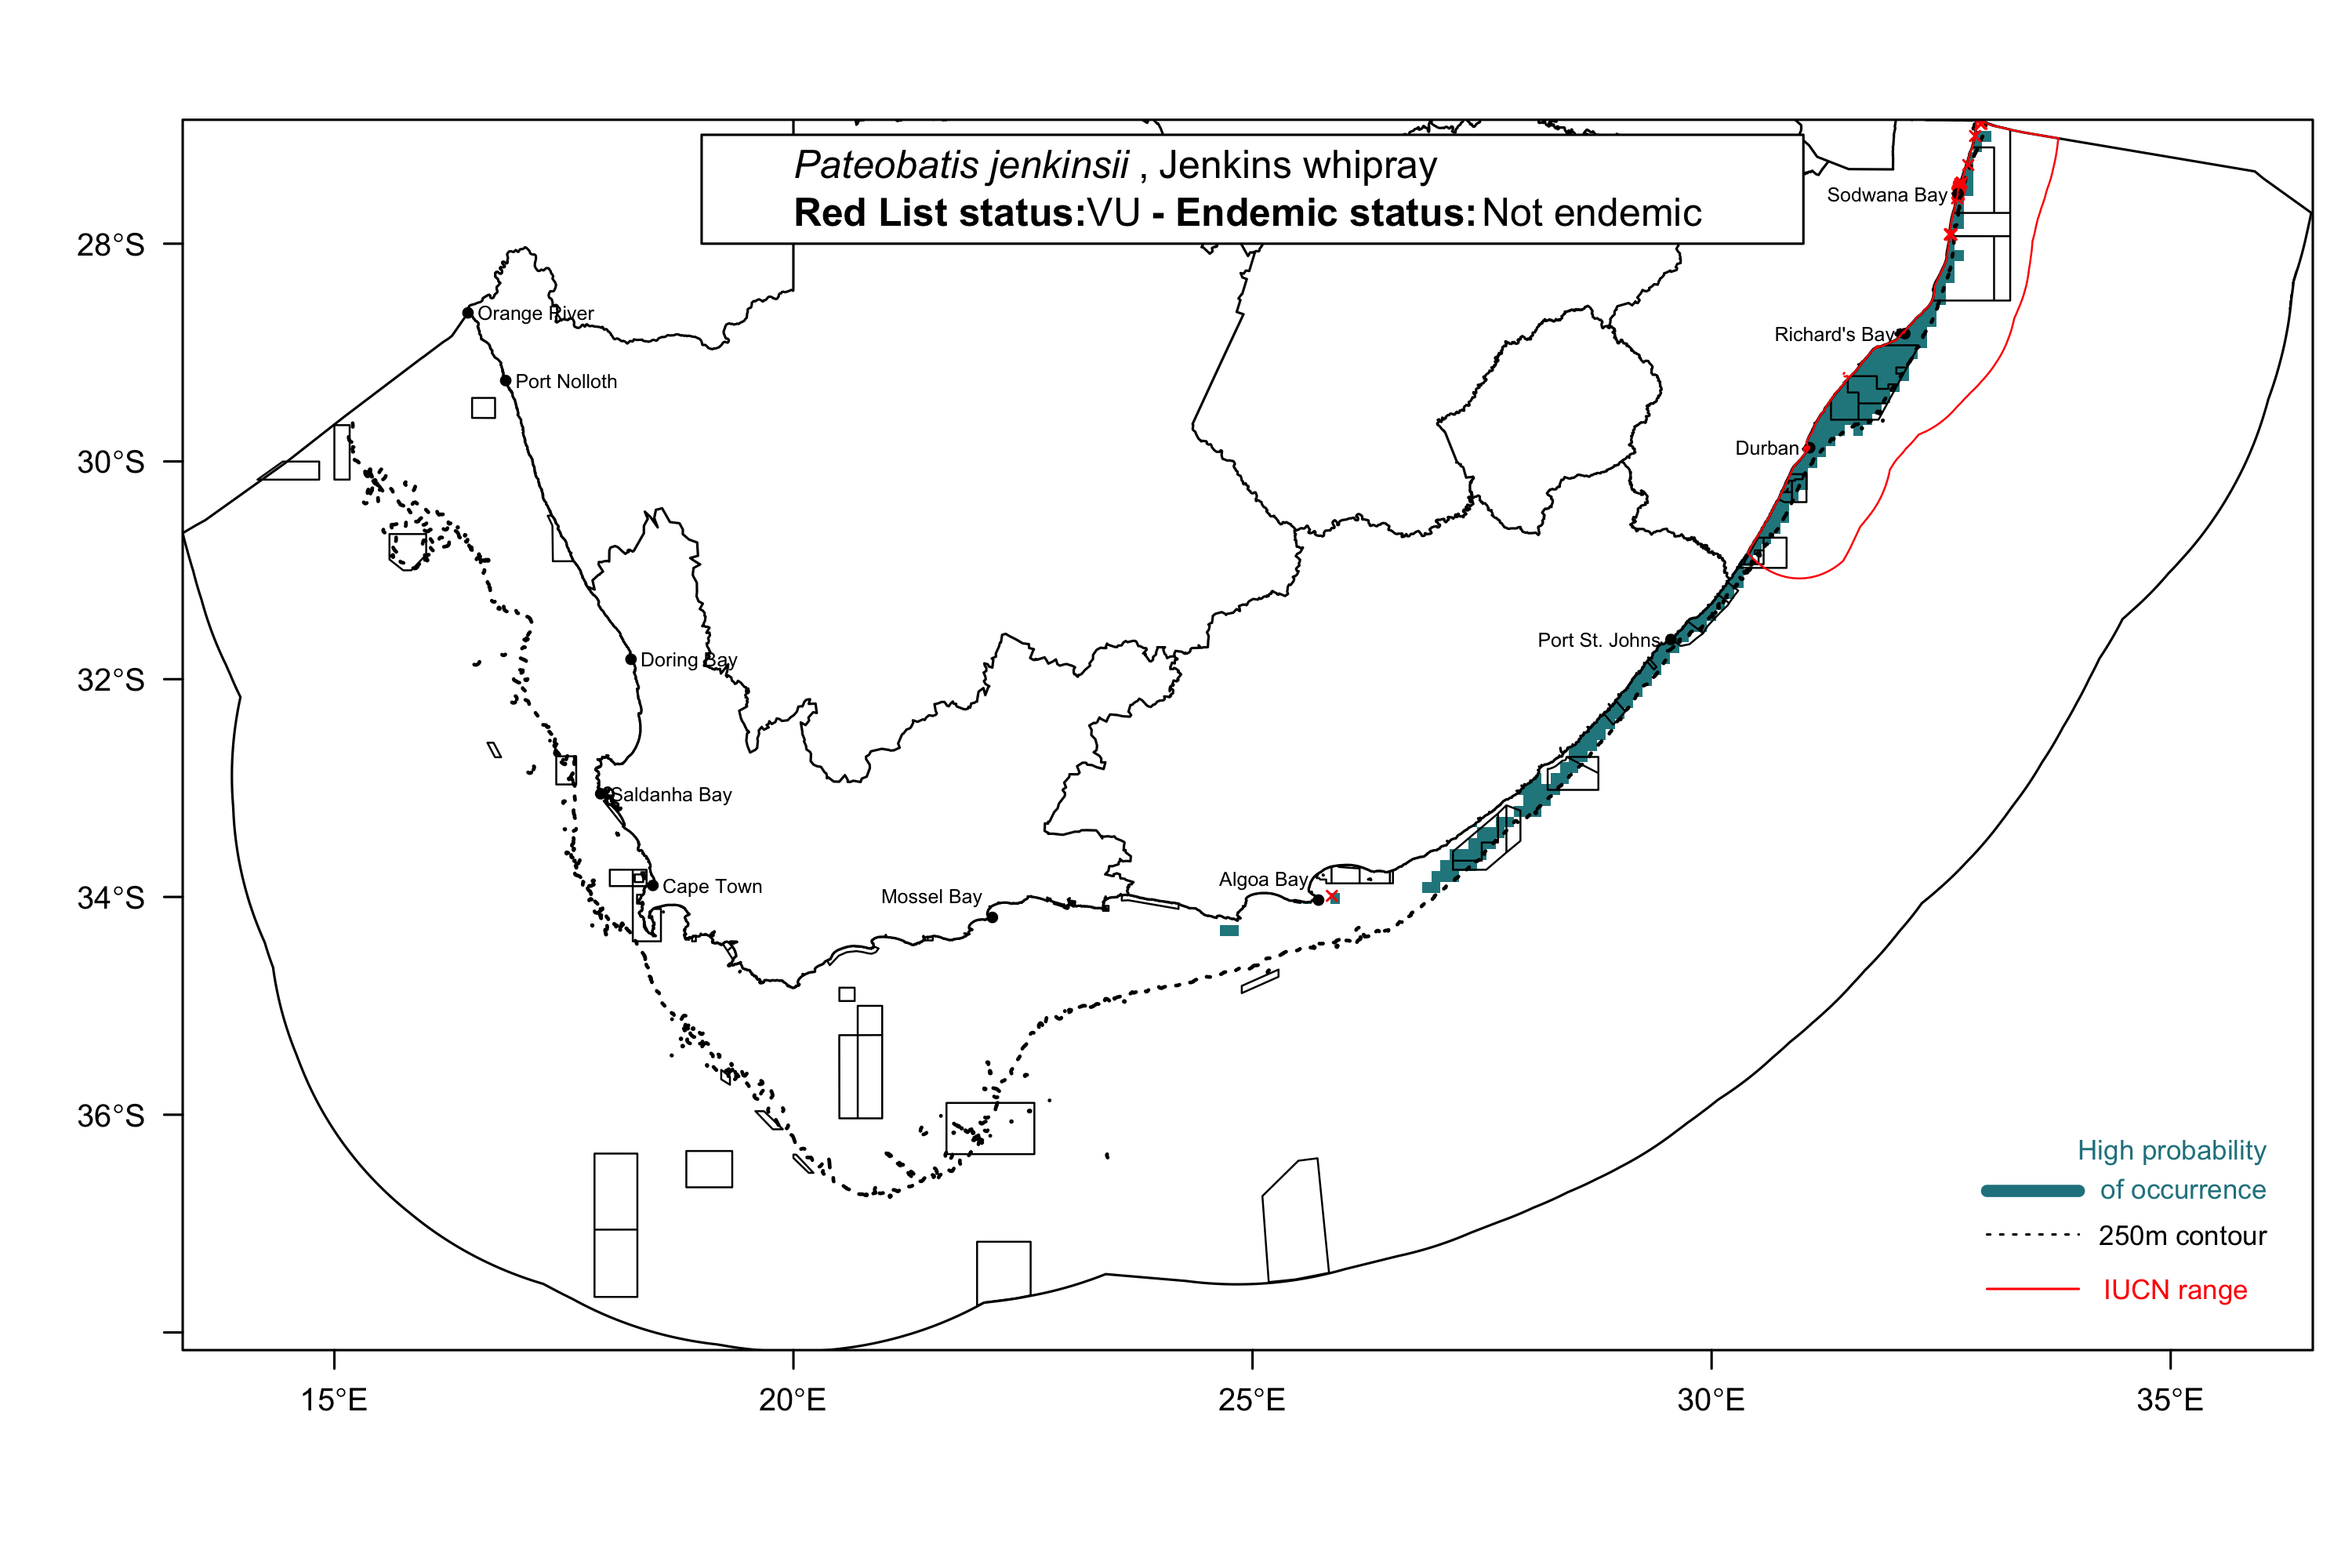 Pateobatis jenkinsii , Jenkins whipray
Red List status:VU - Endemic status: Not endemic
Sodwana Bay
28°S
Orange River
Richard's Bay
Port Nolloth
Durban
30°S
Port St. Johns
Doring Bay
32°S
Saldanha Bay
Algoa Bay
Cape Town
Mossel Bay
34°S
36°S
High probability
of occurrence
250m contour
IUCN range
15°E
20°E
25°E
30°E
35°E